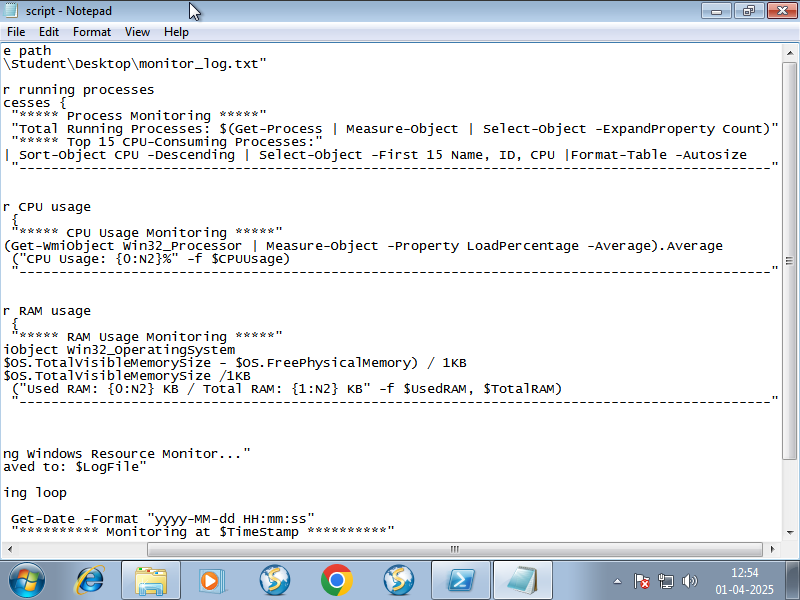 script - Notepad
File Edit Format View Help
e path
\Student\Desktop\monitor_log.txt"
r running processes
cesses {
"***** Process Monitoring *****"
"Total Running Processes: $(Get-Process | Measure-Object | Select-Object -ExpandProperty Count)"
"***** Top 15 CPU-Consuming Processes:"
| Sort-Object CPU -Descending | Select-Object -First 15 Name, ID, CPU |Format-Table -Autosize
"-----------------------------------------------------------------------------------------------"
r CPU usage
{
"***** CPU Usage Monitoring *****"
(Get-WmiObject Win32_Processor | Measure-Object -Property LoadPercentage -Average).Average
("CPU Usage: {0:N2}%" -f $CPUUsage)
"-----------------------------------------------------------------------------------------------"
r RAM usage
{
"***** RAM Usage Monitoring *****"
iObject Win32_OperatingSystem
$OS.TotalVisibleMemorySize - $OS.FreePhysicalMemory) / 1KB
$OS.TotalVisibleMemorySize /1KB
("Used RAM: {0:N2} KB / Total RAM: {1:N2} KB" -f $UsedRAM, $TotalRAM)
"-----------------------------------------------------------------------------------------------"
ng Windows Resource Monitor..."
aved to: $LogFile"
ing loop
Get-Date -Format "yyyy-MM-dd HH:mm:ss"
"********** Monitoring at $TimeStamp **********"
12:54
01-04-2025